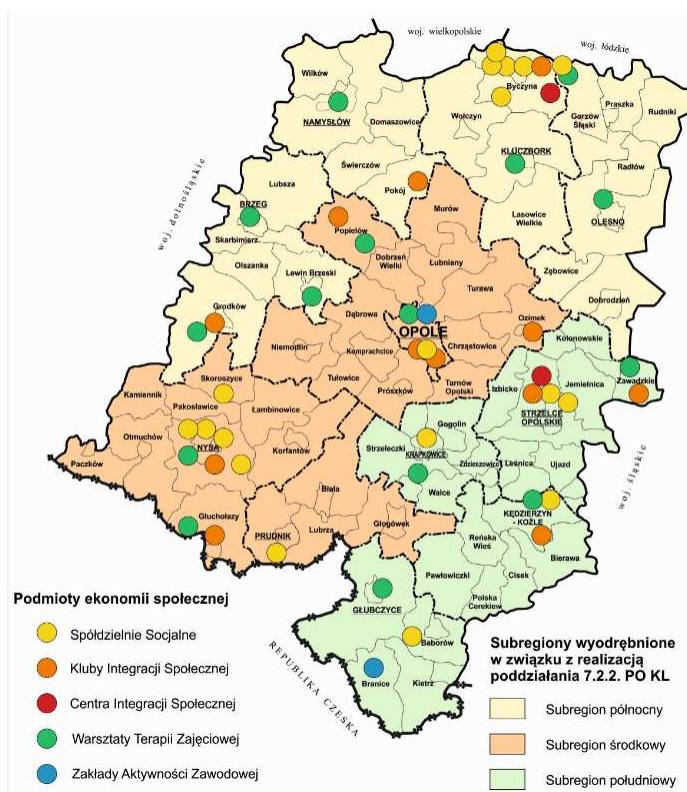 woj. wielkopolskie
woj. łódzkie
Wilków
Byczyna
Praszka
Rudniki
NAMYSŁÓW
Domaszowice
Wołczyn
Gorzów
Śląski
KLUCZBORK
Radłów
Świerczów
Lubsza
Pokój
woj. dolnośląskie
BRZEG
Murów
Lasowice
Wielkie
OLESNO
Skarbimierz
Popielów
Dobrzeń
Wielki
Łubniany
Olszanka
Lewin Brzeski
Zębowice
Turawa
Dobrodzień
Grodków
Dąbrowa
OPOLE
Ozimek
Niemodlin
Komprachcice
Chrząstowice
Kolonowskie
Skoroszyce
Tułowice
Prószków
Tarnów
Opolski
Izbicko
Jemielnica
Zawadzkie
Kamiennik
Pakosławice
Łambinowice
STRZELCE
OPOLSKIE
Otmuchów
NYSA
Korfantów
Gogolin
Strzeleczki
KRAPKOWICE
Paczków
Zdzieszowice
Leśnica
Ujazd
woj. śląskie
Biała
Walce
Głuchołazy
PRUDNIK
Lubrza
Głogówek
KĘDZIERZYN
- KOŹLE
Reńska
Wieś
Bierawa
Pawłowiczki
Cisek
Polska
Cerekiew
GŁUBCZYCE
Baborów
Branice
Kietrz
REPUBLIKA CZESKA
Podmioty ekonomii społecznej
Spółdzielnie Socjalne
Kluby Integracji Społecznej
Centra Integracji Społecznej
Warsztaty Terapii Zajęciowej
Zakłady Aktywności Zawodowej
Subregiony wyodrębnione
w związku z realizacją
poddziałania 7.2.2. PO KL
Subregion północny
Subregion środkowy
Subregion południowy